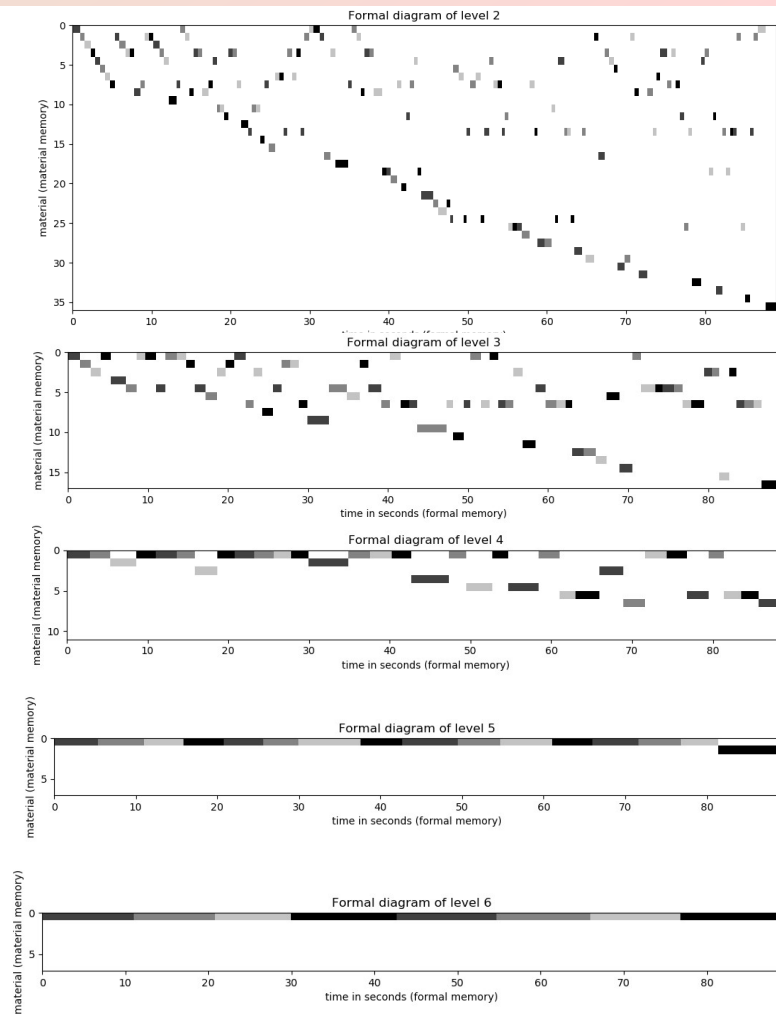 Formal diagram of level 2
material (material memory)
0
5
10
15
20
25
30
35
0 10 20 30 40 50 60 70 80
time in seconds (formal memory)
Formal diagram of level 3
material (material memory)
0
5
10
15
0 10 20 30 40 50 60 70 80
time in seconds (formal memory)
Formal diagram of level 4
material (material memory)
0
5
10
0 10 20 30 40 50 60 70 80
time in seconds (formal memory)
Formal diagram of level 5
material (material memory)
0
5
0 10 20 30 40 50 60 70 80
time in seconds (formal memory)
Formal diagram of level 6
material (material memory)
0
5
0 10 20 30 40 50 60 70 80
time in seconds (formal memory)